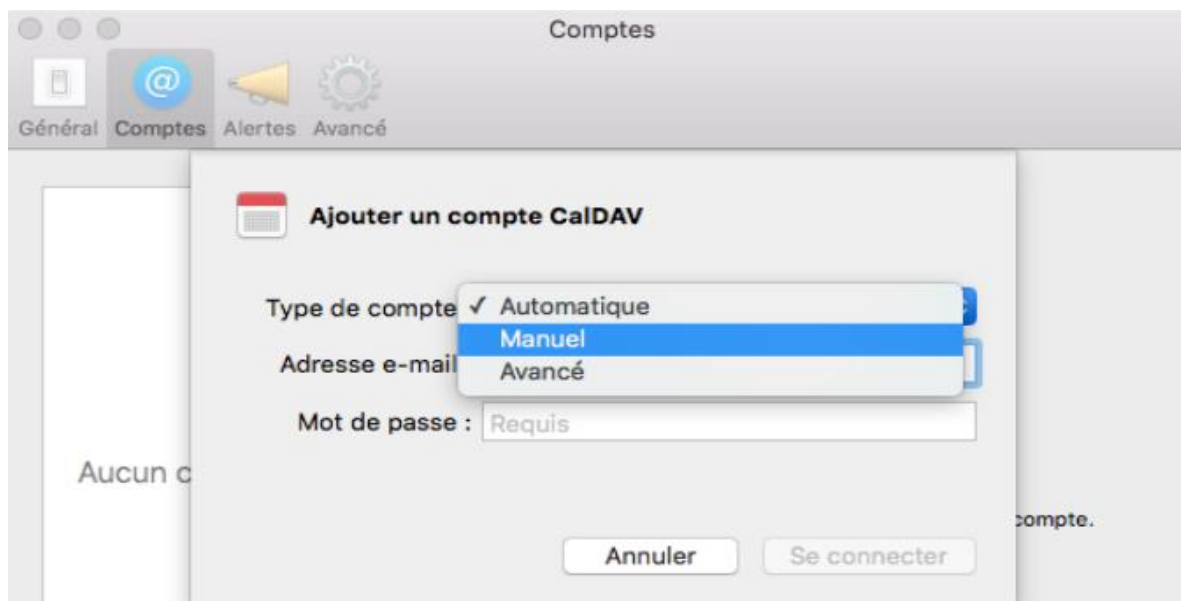 Comptes
Général Comptes Alertes Avancé
Ajouter un compte CalDAV
Type de compte ✓ Automatique
Manuel
Adresse e-mail
Avancé
Mot de passe : Requis
Aucun c
compte.
Annuler Se connecter